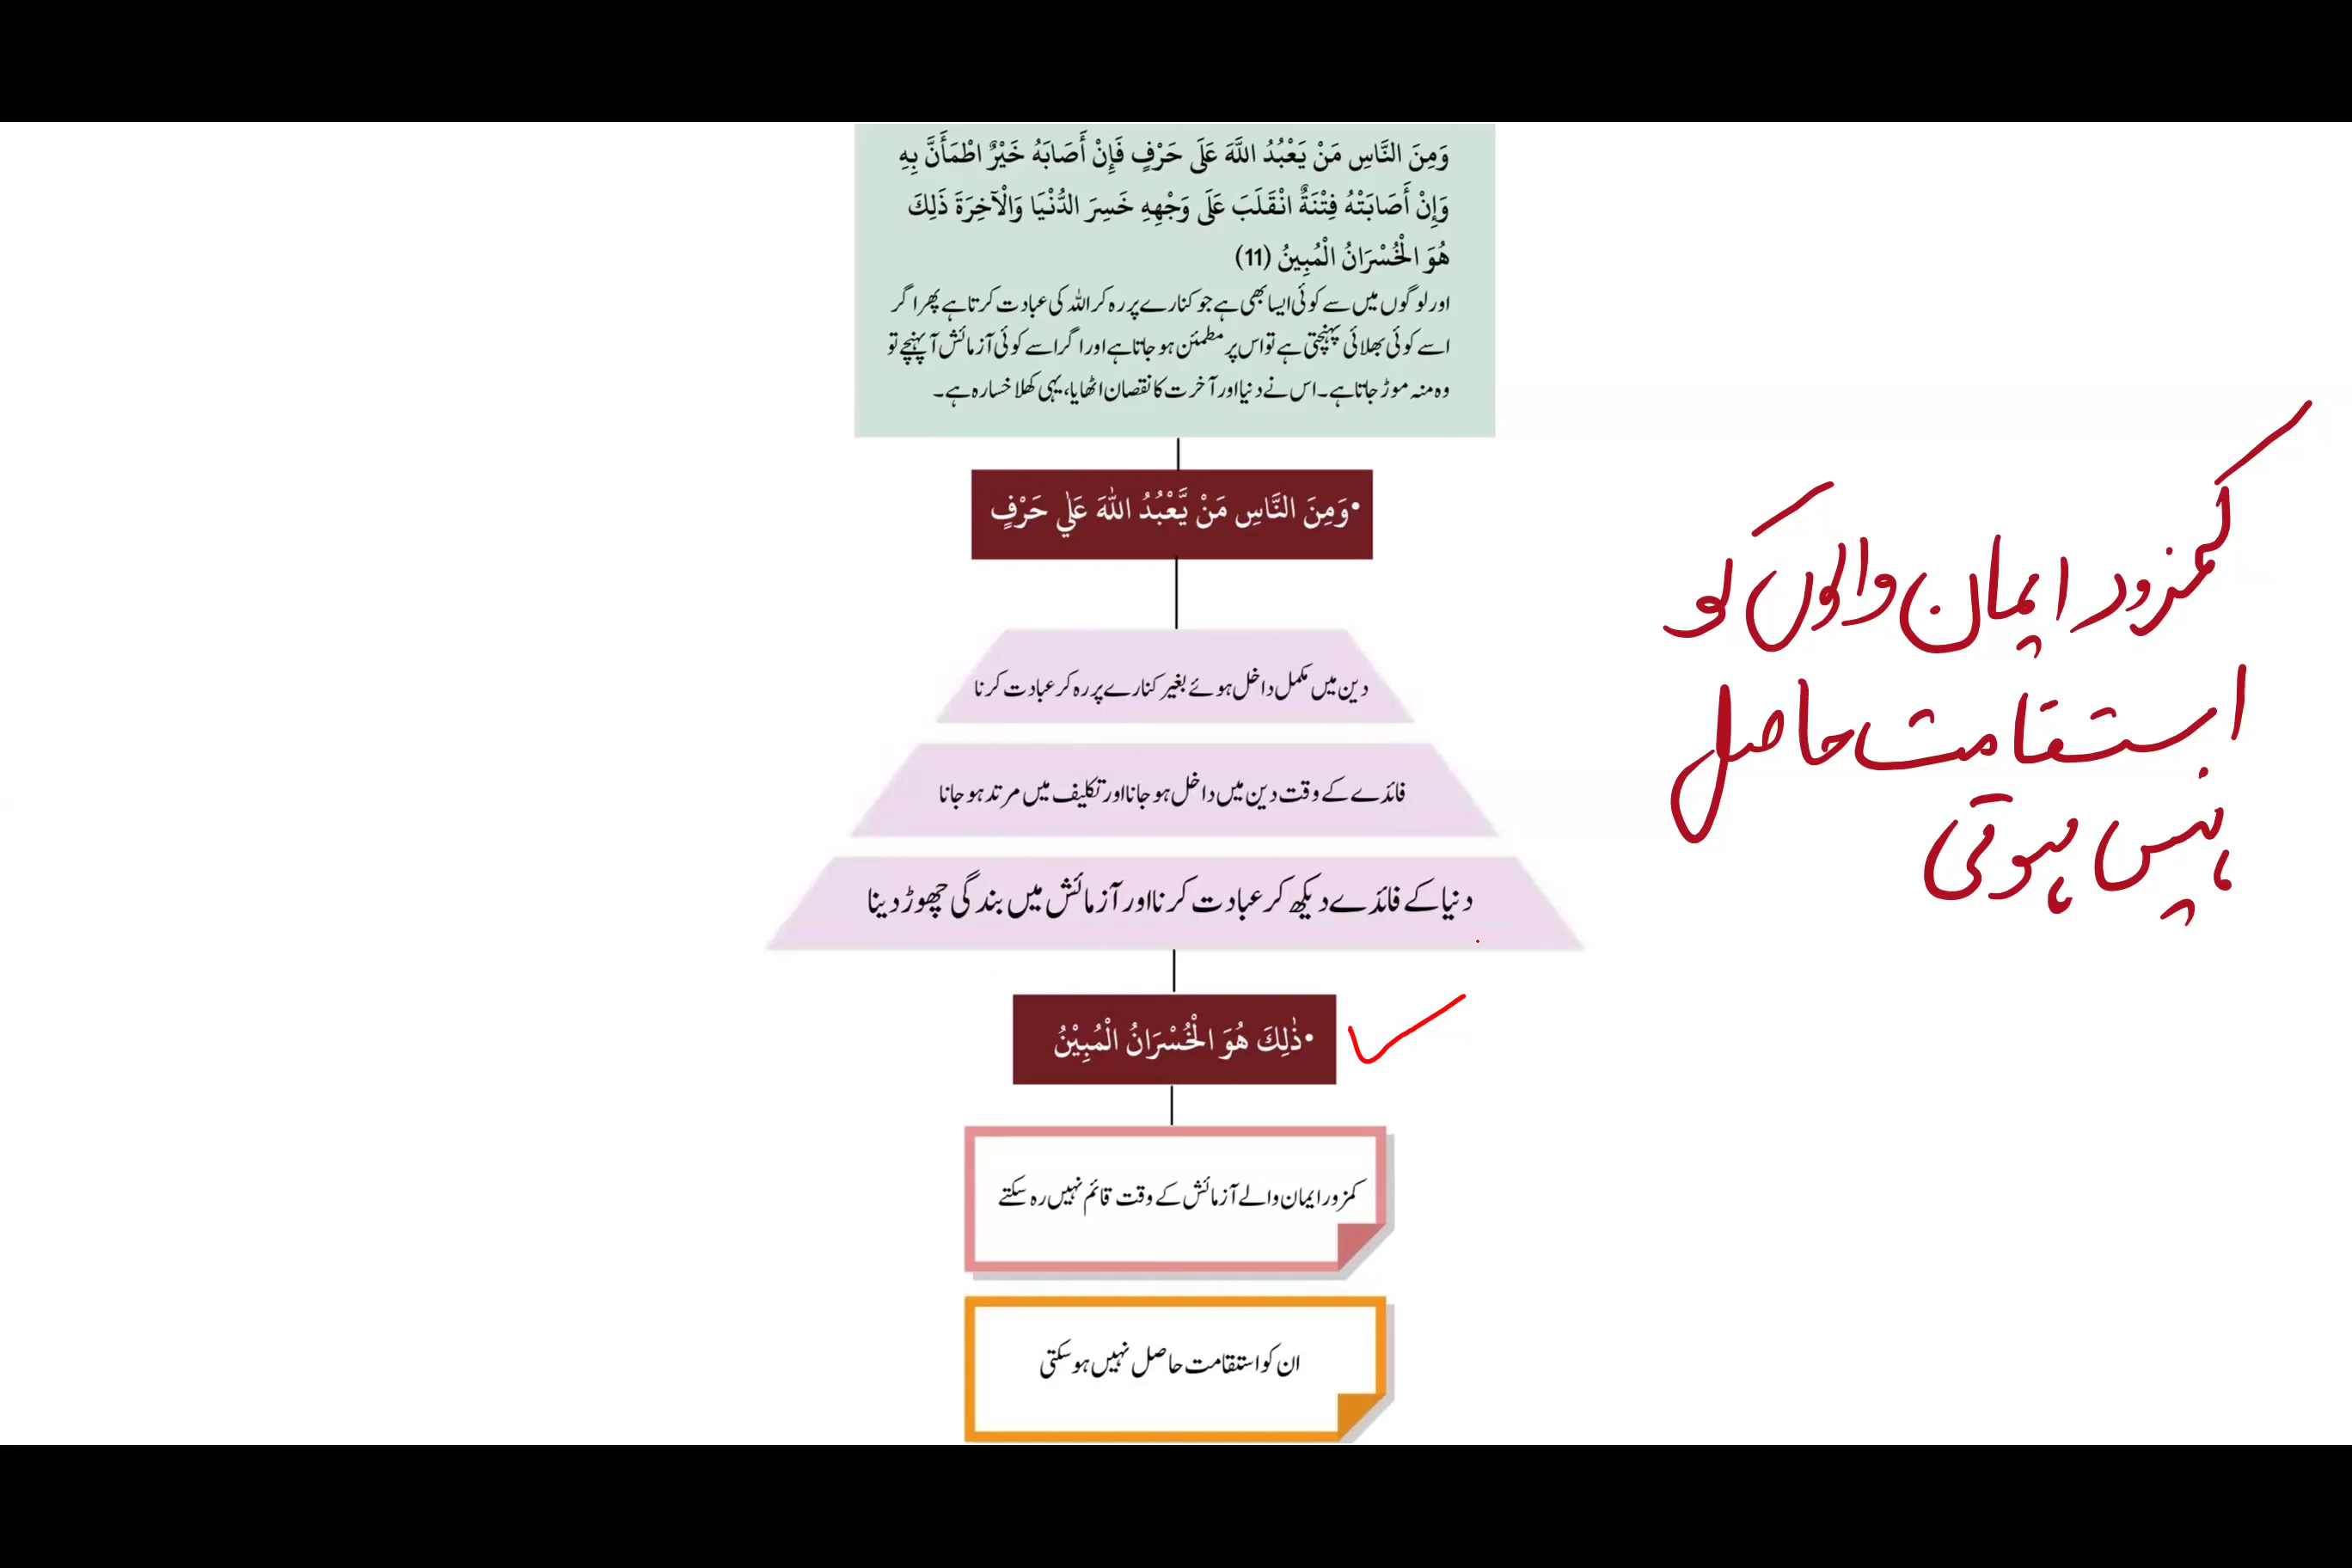 وَمِنَ النَّاسِ مَنْ يَعْبُدُ اللَّهَ عَلَى حَرْفٍ فَإِنْ أَصَابَهُ خَيْرٌ اطْمَأَنَّ بِهِ
وَإِنْ أَصَابَتْهُ فِتْنَةٌ انْقَلَبَ عَلَى وَجْهِهِ خَسِرَ الدُّنْيَا وَالْآخِرَةَ ذَلِكَ
هُوَ الْخُسْرَانُ الْمُبِينُ (11)
اور لوگوں میں سے کوئی ایسا بھی ہے جو کنارے پر رہ کر اللہ کی عبادت کرتا ہے پھر اگر
اسے کوئی بھلائی پہنچتی ہے تو اس پر مطمئن ہو جاتا ہے اور اگر اسے کوئی آزمائش آ پہنچے تو
وہ منہ موڑ جاتا ہے۔ اس نے دنیا اور آخرت کا نقصان اٹھایا، یہی کھلا خسارہ ہے۔
•وَمِنَ النَّاسِ مَنْ يَّعْبُدُ اللّٰهَ عَلٰي حَرْفٍ
دین میں مکمل داخل ہوئے بغیر کنارے پر رہ کر عبادت کرنا
فائدے کے وقت دین میں داخل ہو جانا اور تکلیف میں مرتد ہو جانا
دنیا کے فائدے دیکھ کر عبادت کرنا اور آزمائش میں بندگی چھوڑ دینا
•ذٰلِكَ هُوَ الْخُسْرَانُ الْمُبِيْنُ
کمزور ایمان والے آزمائش کے وقت قائم نہیں رہ سکتے
ان کو استقامت حاصل نہیں ہو سکتی
کمزور ایمان والوں کو
استقامت حاصل
نہیں ہوتی